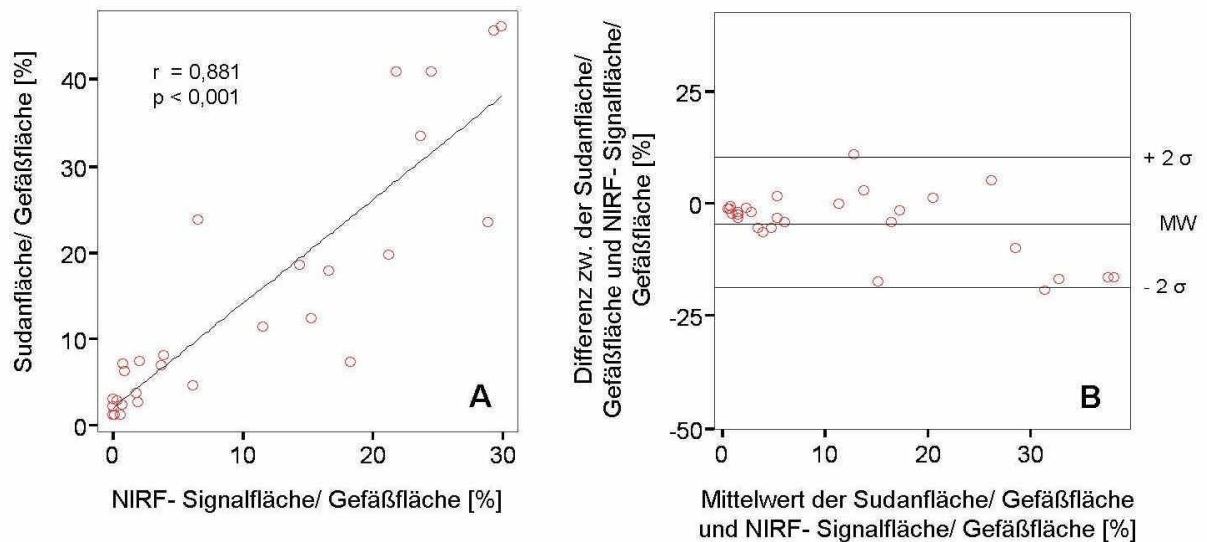 Sudanfläche/ Gefäßfläche [%]
40
30
20
10
0
r = 0,881
p < 0,001
A
0
10
20
30
NIRF- Signalfläche/ Gefäßfläche [%]
Differenz zw. der Sudanfläche/
Gefäßfläche und NIRF- Signalfläche/
Gefäßfläche [%]
25
0
-25
-50
+ 2 σ
MW
- 2 σ
B
0
10
20
30
Mittelwert der Sudanfläche/ Gefäßfläche
und NIRF- Signalfläche/ Gefäßfläche [%]